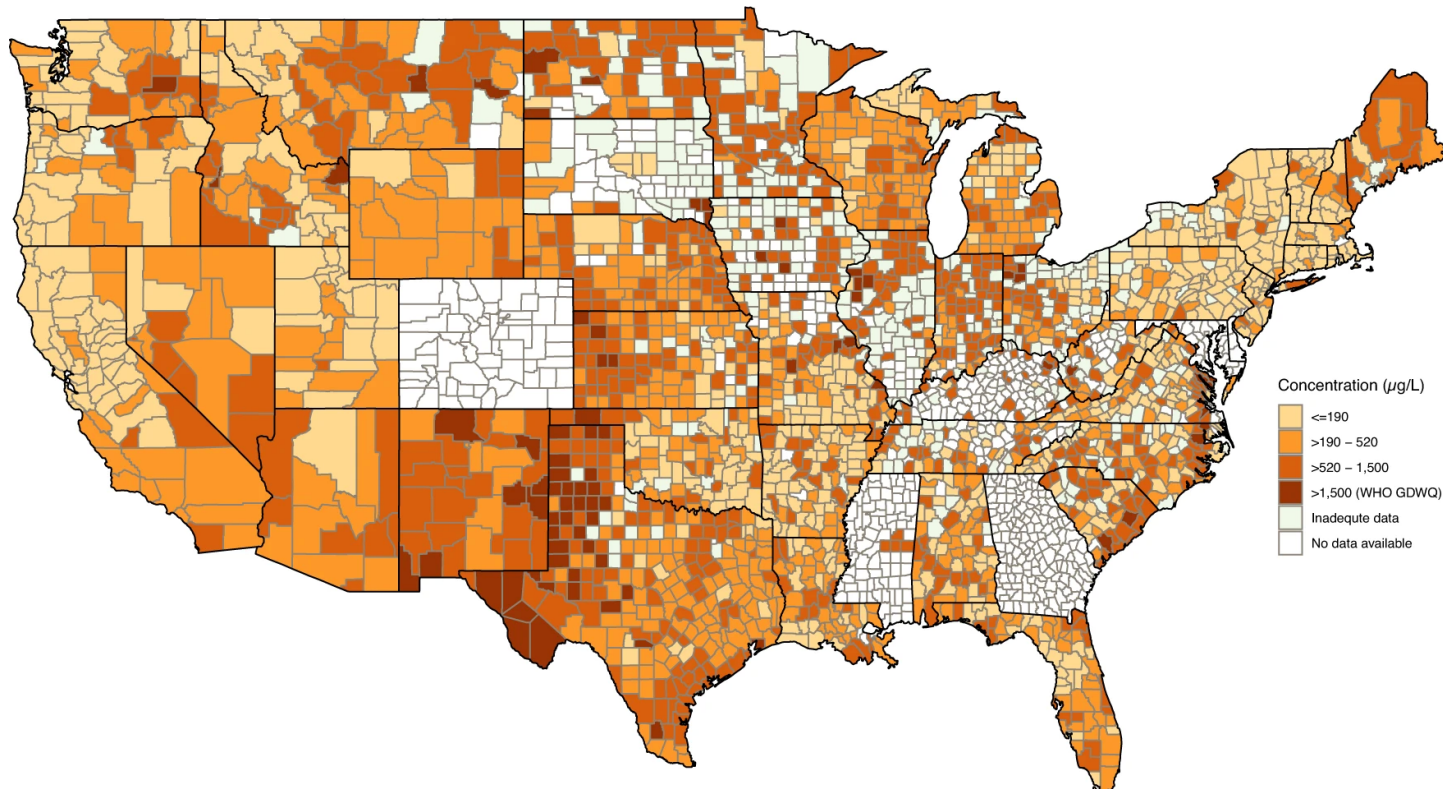 Concentration (µg/L)
<=190
>190 – 520
>520 – 1,500
>1,500 (WHO GDWQ)
Inadequte data
No data available